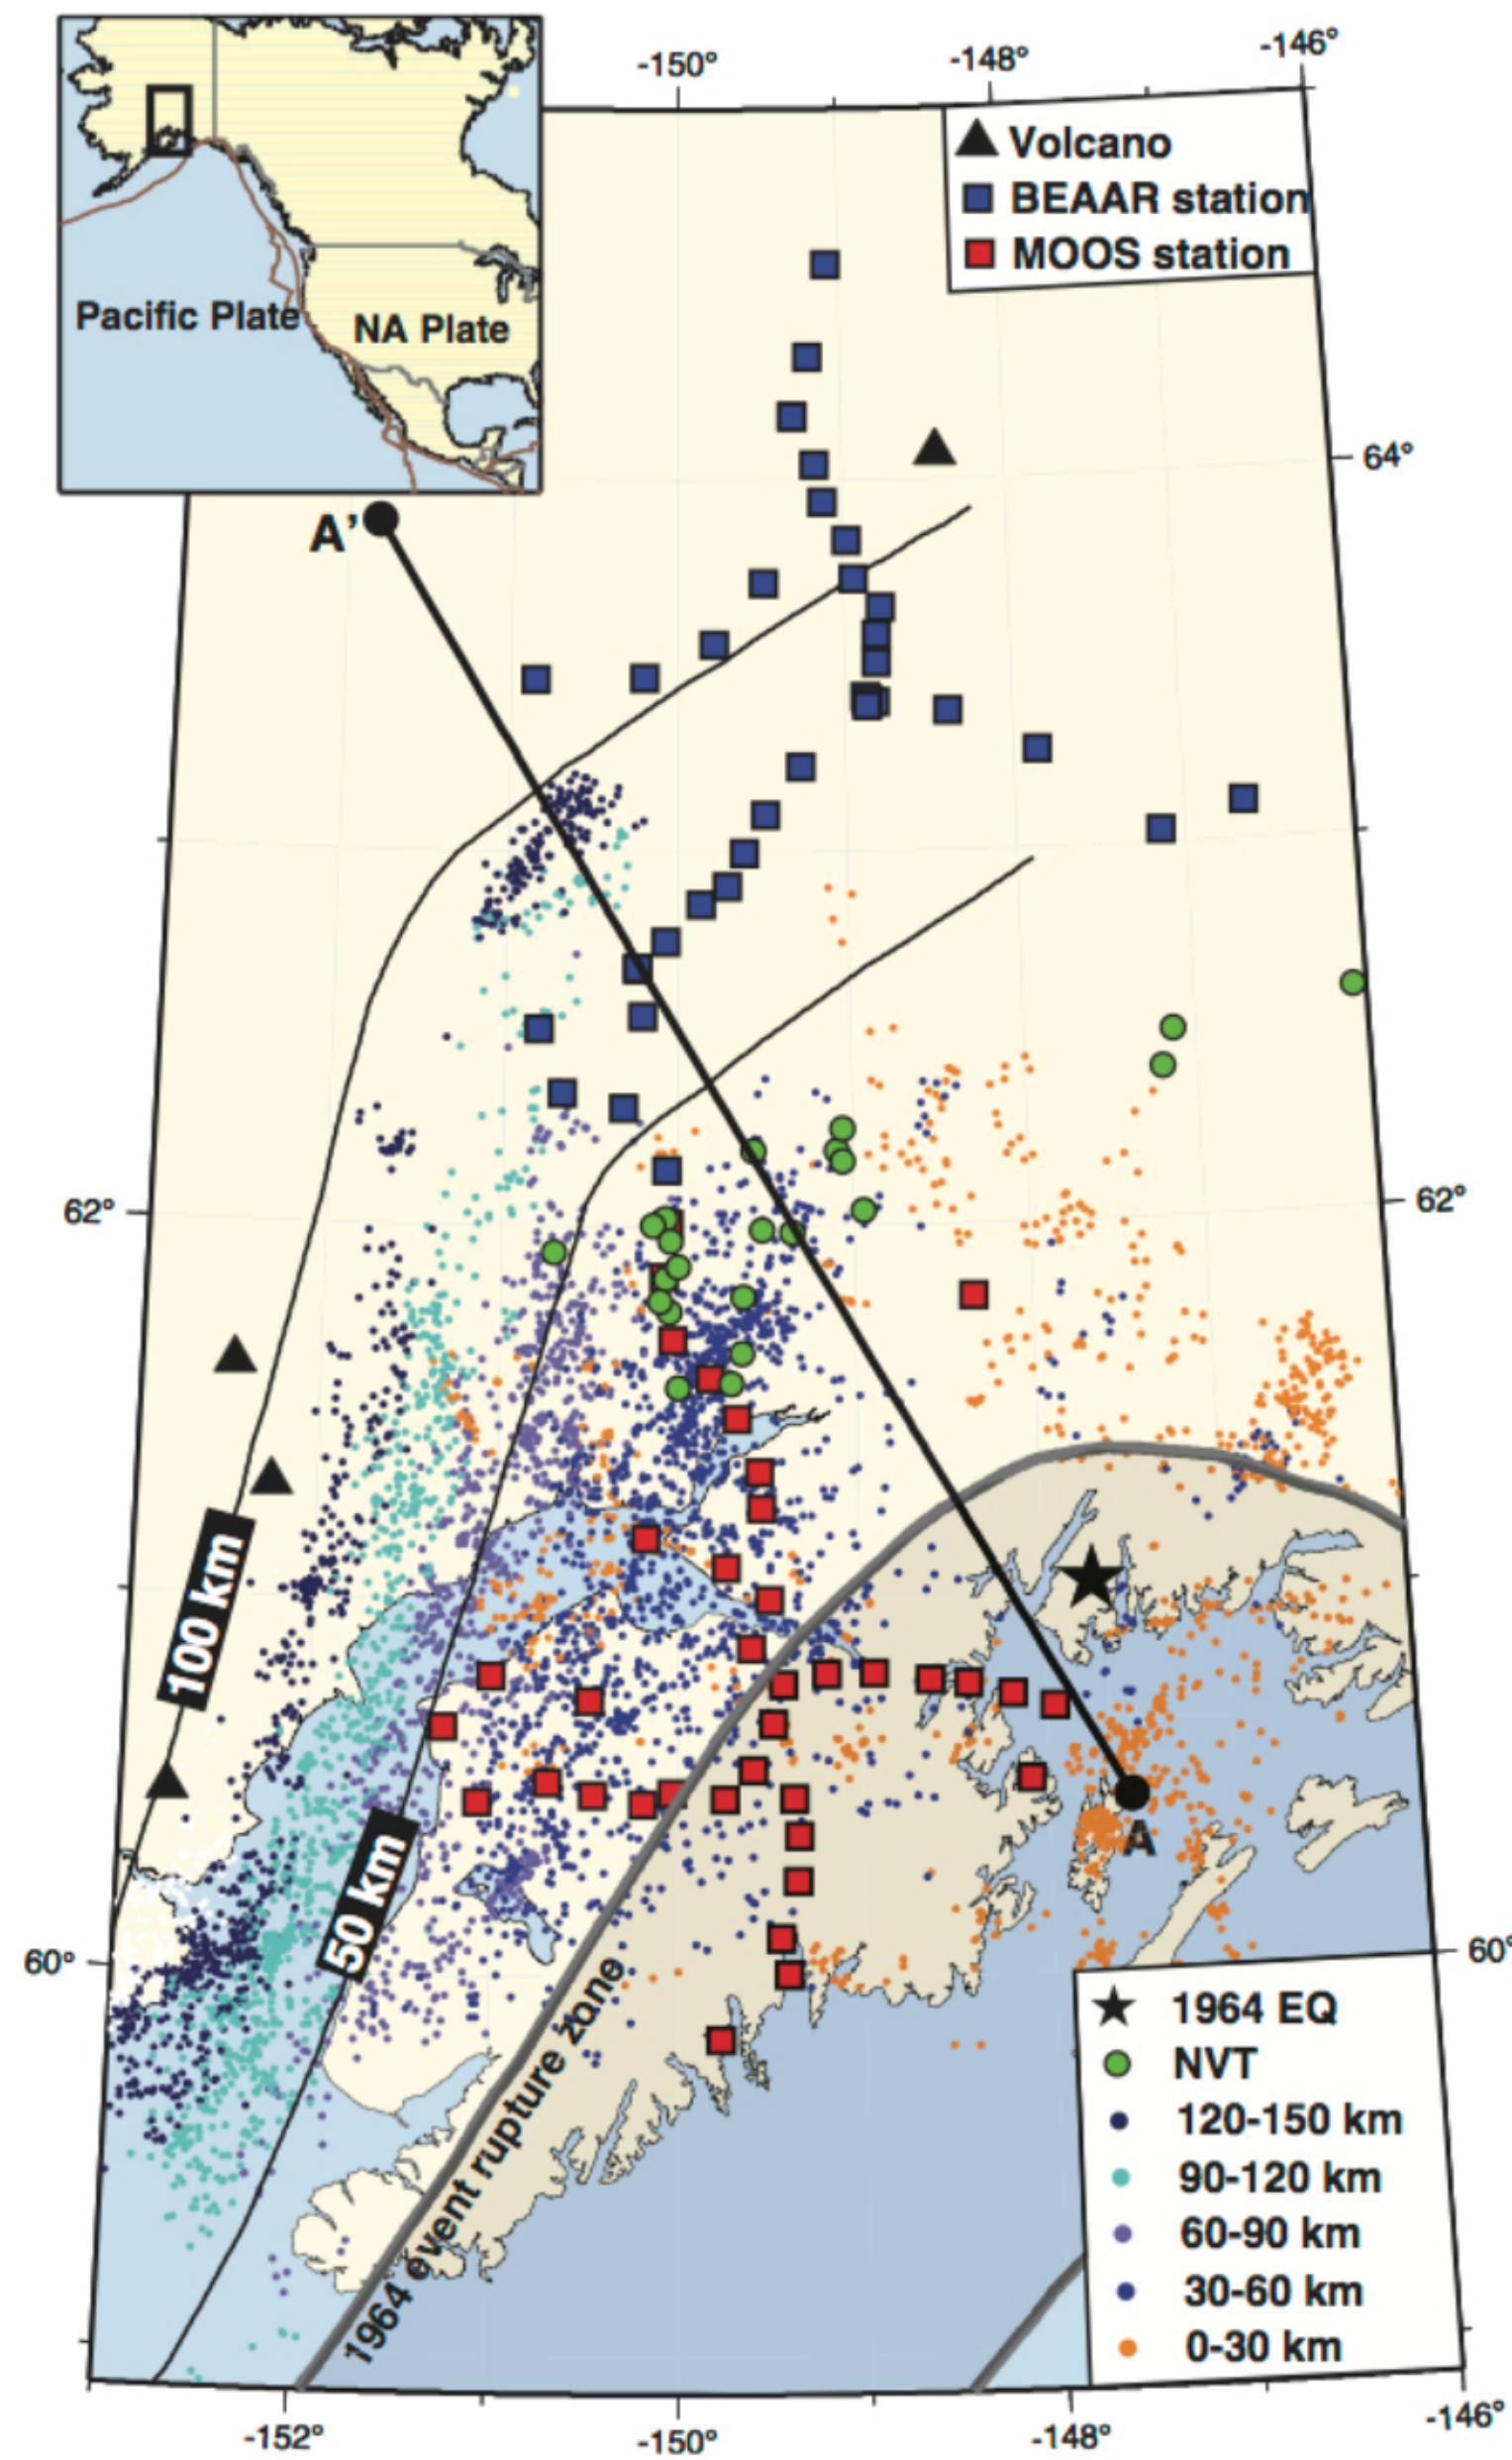 -150°
-148°
-146°
Volcano
BEAAR station
MOOS station
Pacific Plate
NA Plate
64°
A’
62°
62°
100 km
50 km
A
60°
60°
1964 event rupture zone
1964 EQ
NVT
120-150 km
90-120 km
60-90 km
30-60 km
0-30 km
-152°
-150°
-148°
-146°